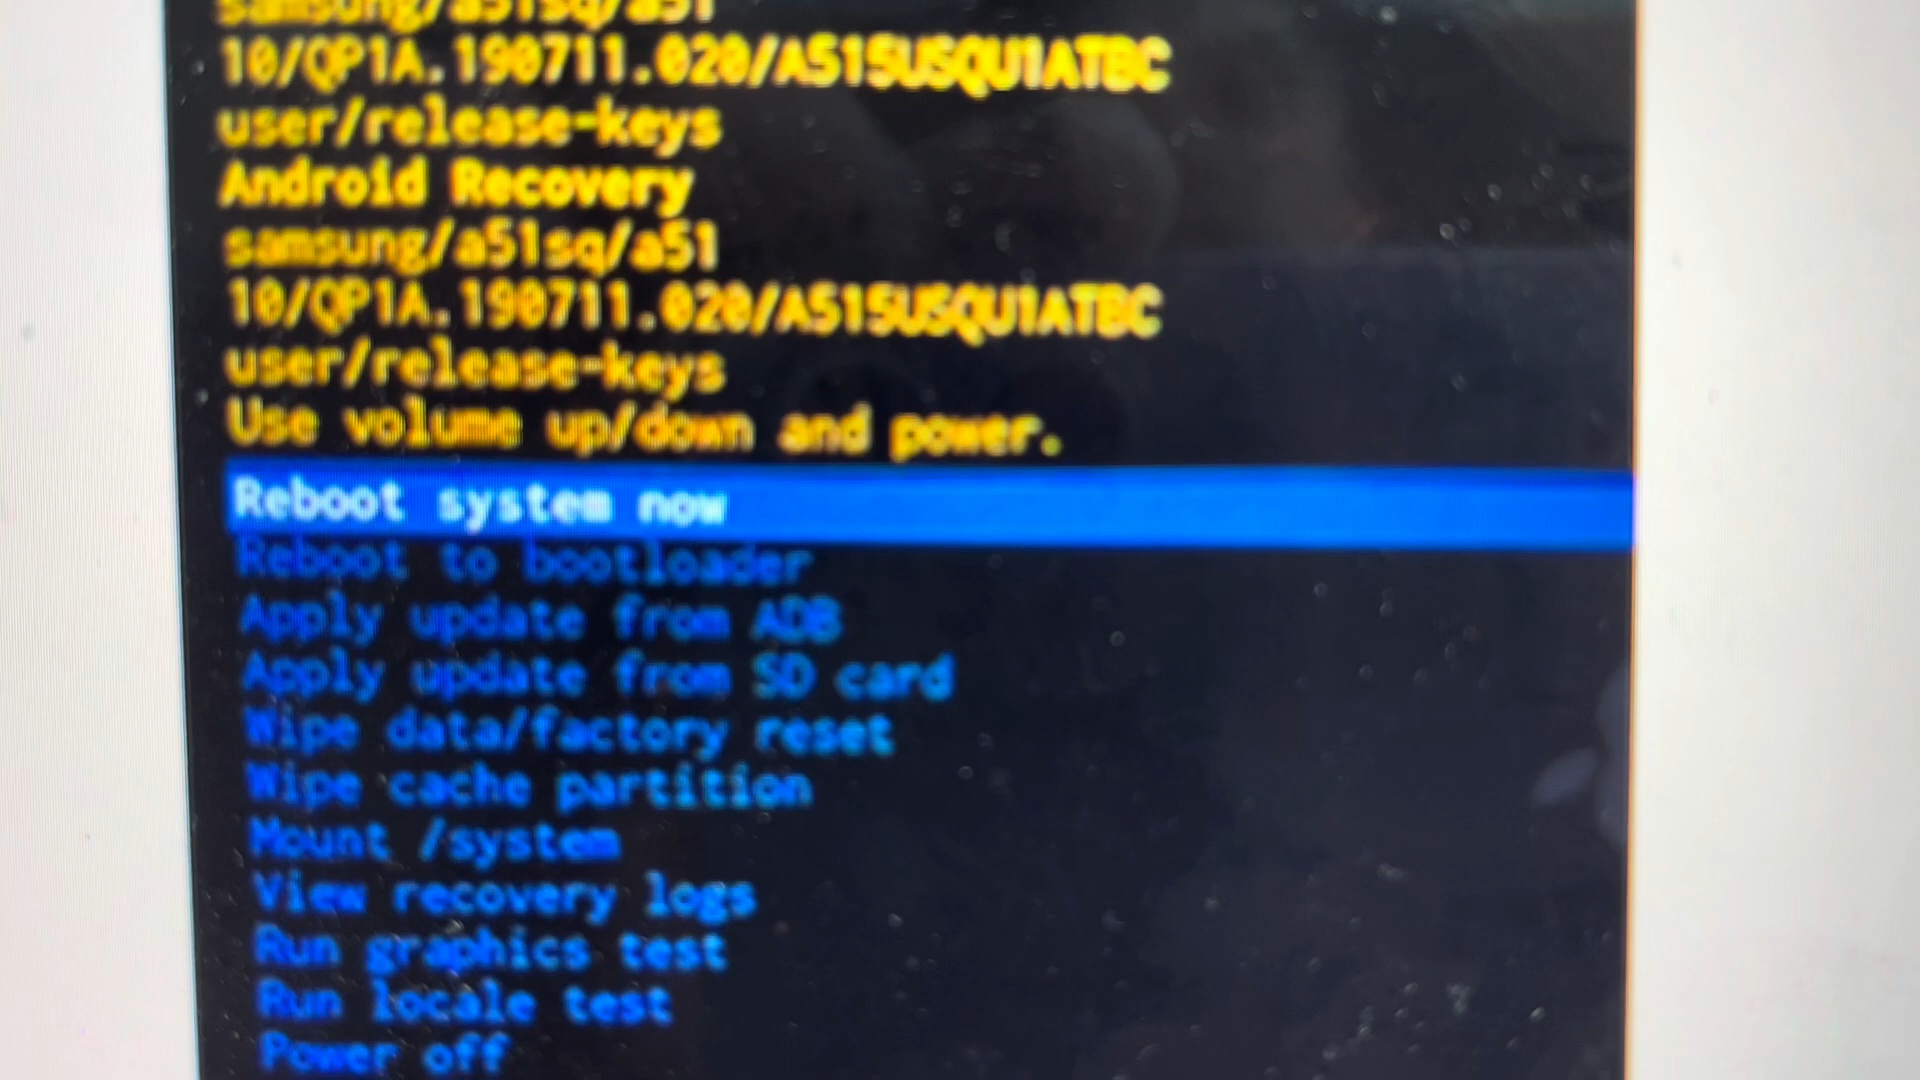 samsung/a51sq/a51
10/QP1A.190711.020/A515USQU1ATBC
user/release-keys
Android Recovery
samsung/a51sq/a51
10/QP1A.190711.020/A515USQU1ATBC
user/release-keys
Use volume up/down and power.
Reboot system now
Reboot to bootloader
Apply update from ADB
Apply update from SD card
Wipe data/factory reset
Wipe cache partition
Mount /system
View recovery logs
Run graphics test
Run locale test
Power off